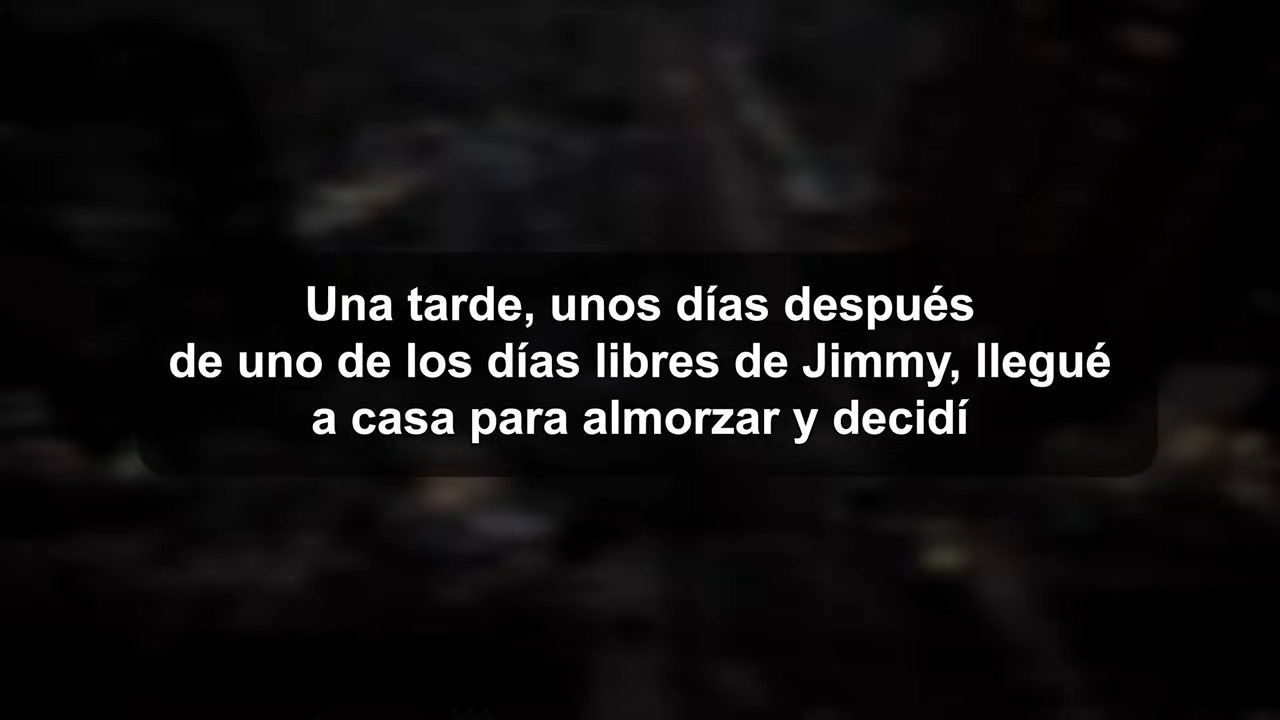 Una tarde, unos días después
de uno de los días libres de Jimmy, llegué
a casa para almorzar y decidí